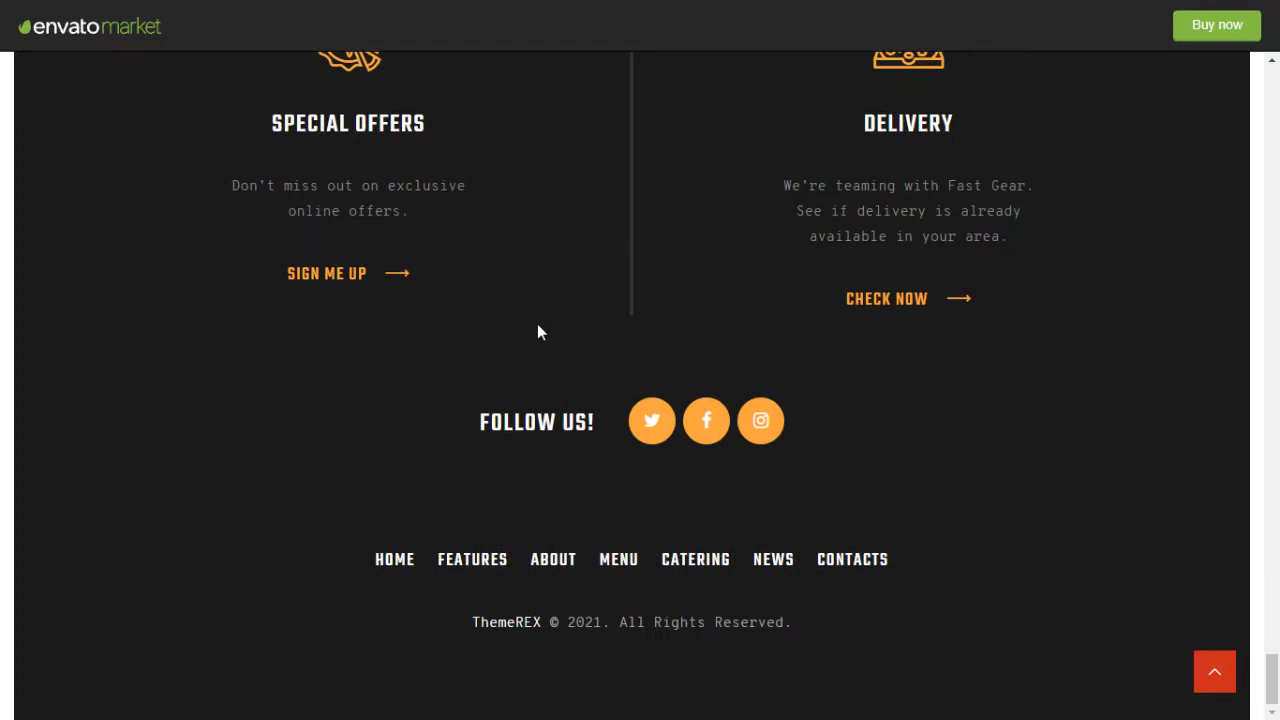 envatomarket
Buy now
SPECIAL OFFERS
Don't miss out on exclusive
online offers.
SIGN ME UP
DELIVERY
We're teaming with Fast Gear.
See if delivery is already
available in your area.
CHECK NOW
FOLLOW US!
HOME FEATURES ABOUT MENU CATERING NEWS CONTACTS
ThemeREX © 2021. All Rights Reserved.